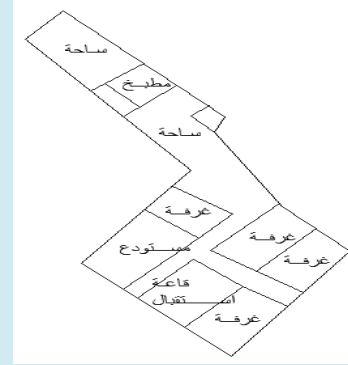 ساحة
مطبخ
ساحة
غرفة
غرفة
غرفة
مستودع
قاعة
استقبال
غرفة